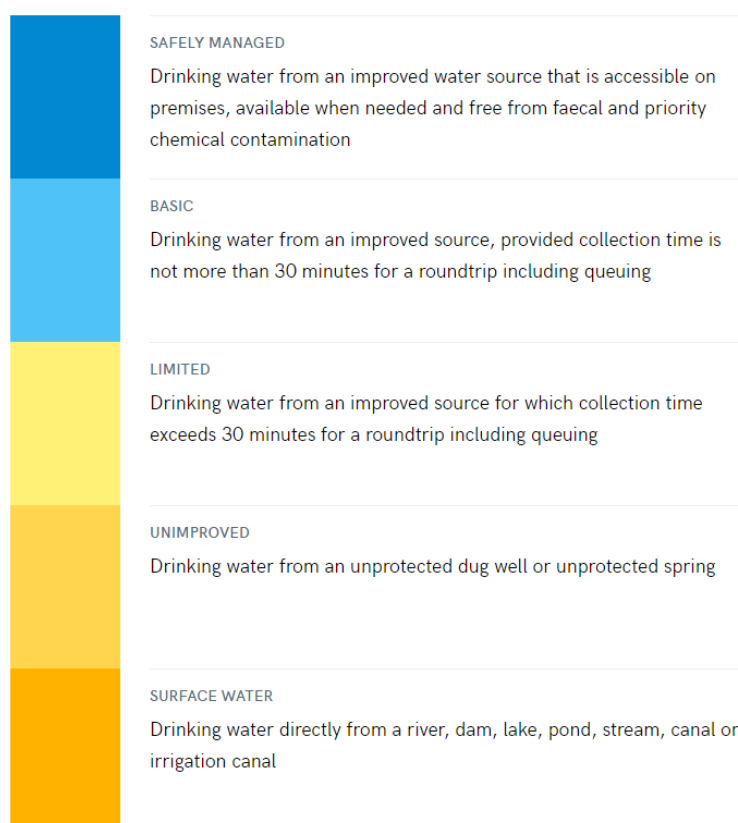 SAFELY MANAGED
Drinking water from an improved water source that is accessible on
premises, available when needed and free from faecal and priority
chemical contamination
BASIC
Drinking water from an improved source, provided collection time is
not more than 30 minutes for a roundtrip including queuing
LIMITED
Drinking water from an improved source for which collection time
exceeds 30 minutes for a roundtrip including queuing
UNIMPROVED
Drinking water from an unprotected dug well or unprotected spring
SURFACE WATER
Drinking water directly from a river, dam, lake, pond, stream, canal or
irrigation canal